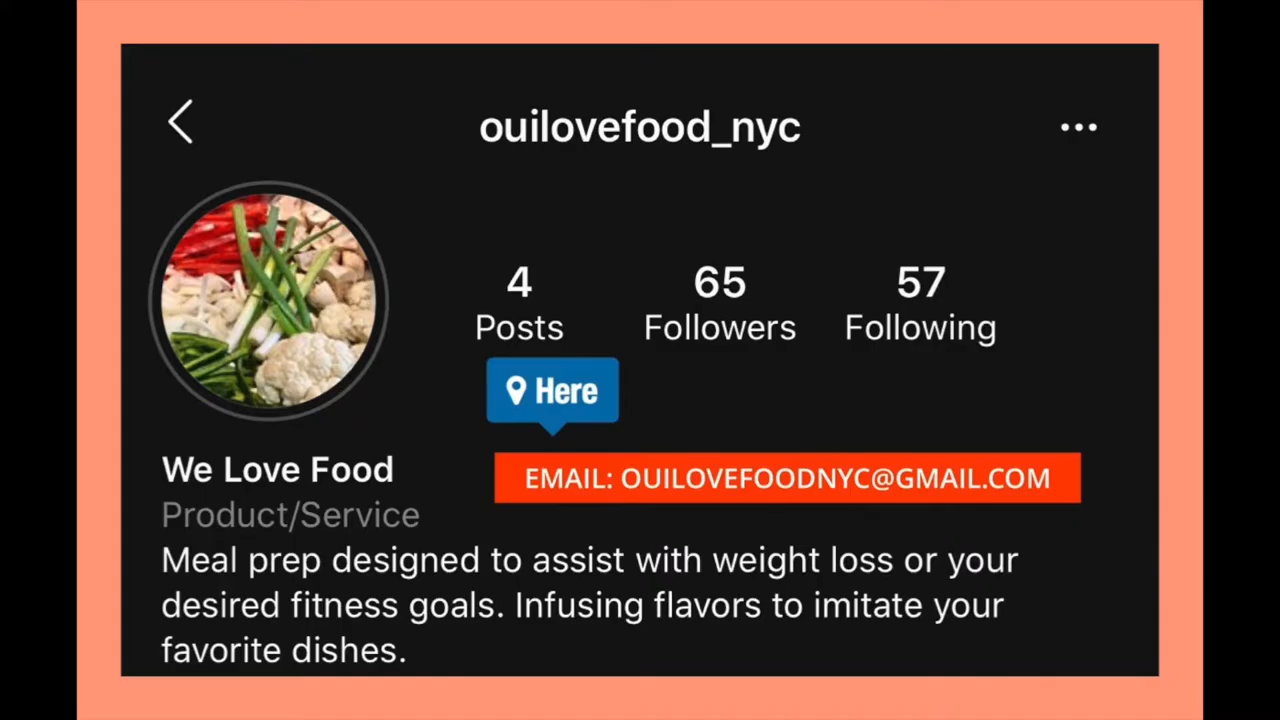 ouilovefood_nyc
4 65 57
Posts Followers Following
Here
We Love Food
EMAIL: OUILOVEFOODNYC@GMAIL.COM
Product/Service
Meal prep designed to assist with weight loss or your
desired fitness goals. Infusing flavors to imitate your
favorite dishes.